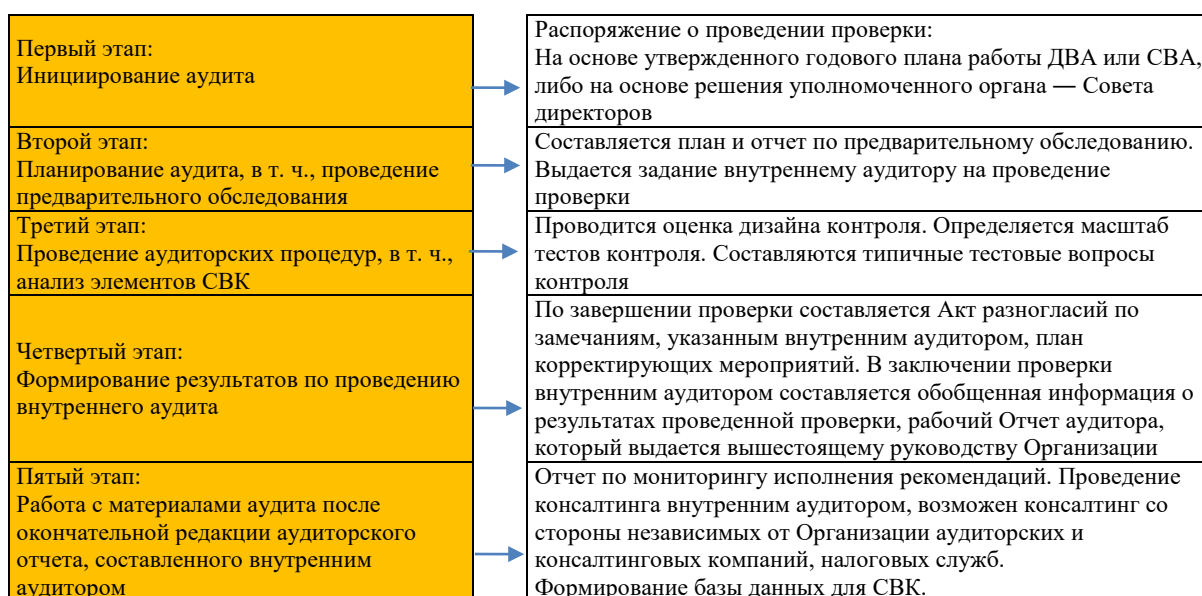 Первый этап:
Инициирование аудита
Распоряжение о проведении проверки:
На основе утвержденного годового плана работы ДВА или СВА,
либо на основе решения уполномоченного органа — Совета
директоров
Второй этап:
Планирование аудита, в т. ч., проведение
предварительного обследования
Составляется план и отчет по предварительному обследованию.
Выдается задание внутреннему аудитору на проведение
проверки
Третий этап:
Проведение аудиторских процедур, в т. ч.,
анализ элементов СВК
Проводится оценка дизайна контроля. Определяется масштаб
тестов контроля. Составляются типичные тестовые вопросы
контроля
Четвертый этап:
Формирование результатов по проведению
внутреннего аудита
По завершении проверки составляется Акт разногласий по
замечаниям, указанным внутренним аудитором, план
корректирующих мероприятий. В заключении проверки
внутренним аудитором составляется обобщенная информация о
результатах проведенной проверки, рабочий Отчет аудитора,
который выдается вышестоящему руководству Организации
Пятый этап:
Работа с материалами аудита после
окончательной редакции аудиторского
отчета, составленного внутренним
аудитором
Отчет по мониторингу исполнения рекомендаций. Проведение
консалтинга внутренним аудитором, возможен консалтинг со
стороны независимых от Организации аудиторских и
консалтинговых компаний, налоговых служб.
Формирование базы данных для СВК.